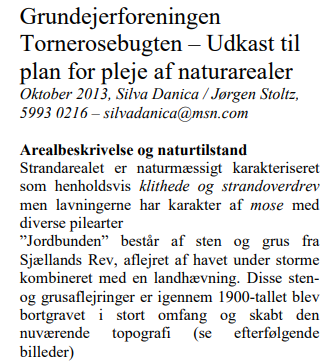 Grundejerforeningen
Tornerosebugten – Udkast til
plan for pleje af naturarealer
Oktober 2013, Silva Danica / Jørgen Stoltz,
5993 0216 – silvadanica@msn.com
Arealbeskrivelse og naturtilstand
Strandarealet er naturmæssigt karakteriseret
som henholdsvis klithede og strandoverdrev
men lavningerne har karakter af mose med
diverse pilearter
”Jordbunden” består af sten og grus fra
Sjællands Rev, aflejret af havet under storme
kombineret med en landhævning. Disse sten-
og grusaflejringer er igennem 1900-tallet blev
bortgravet i stort omfang og skabt den
nuværende topografi (se efterfølgende
billeder)